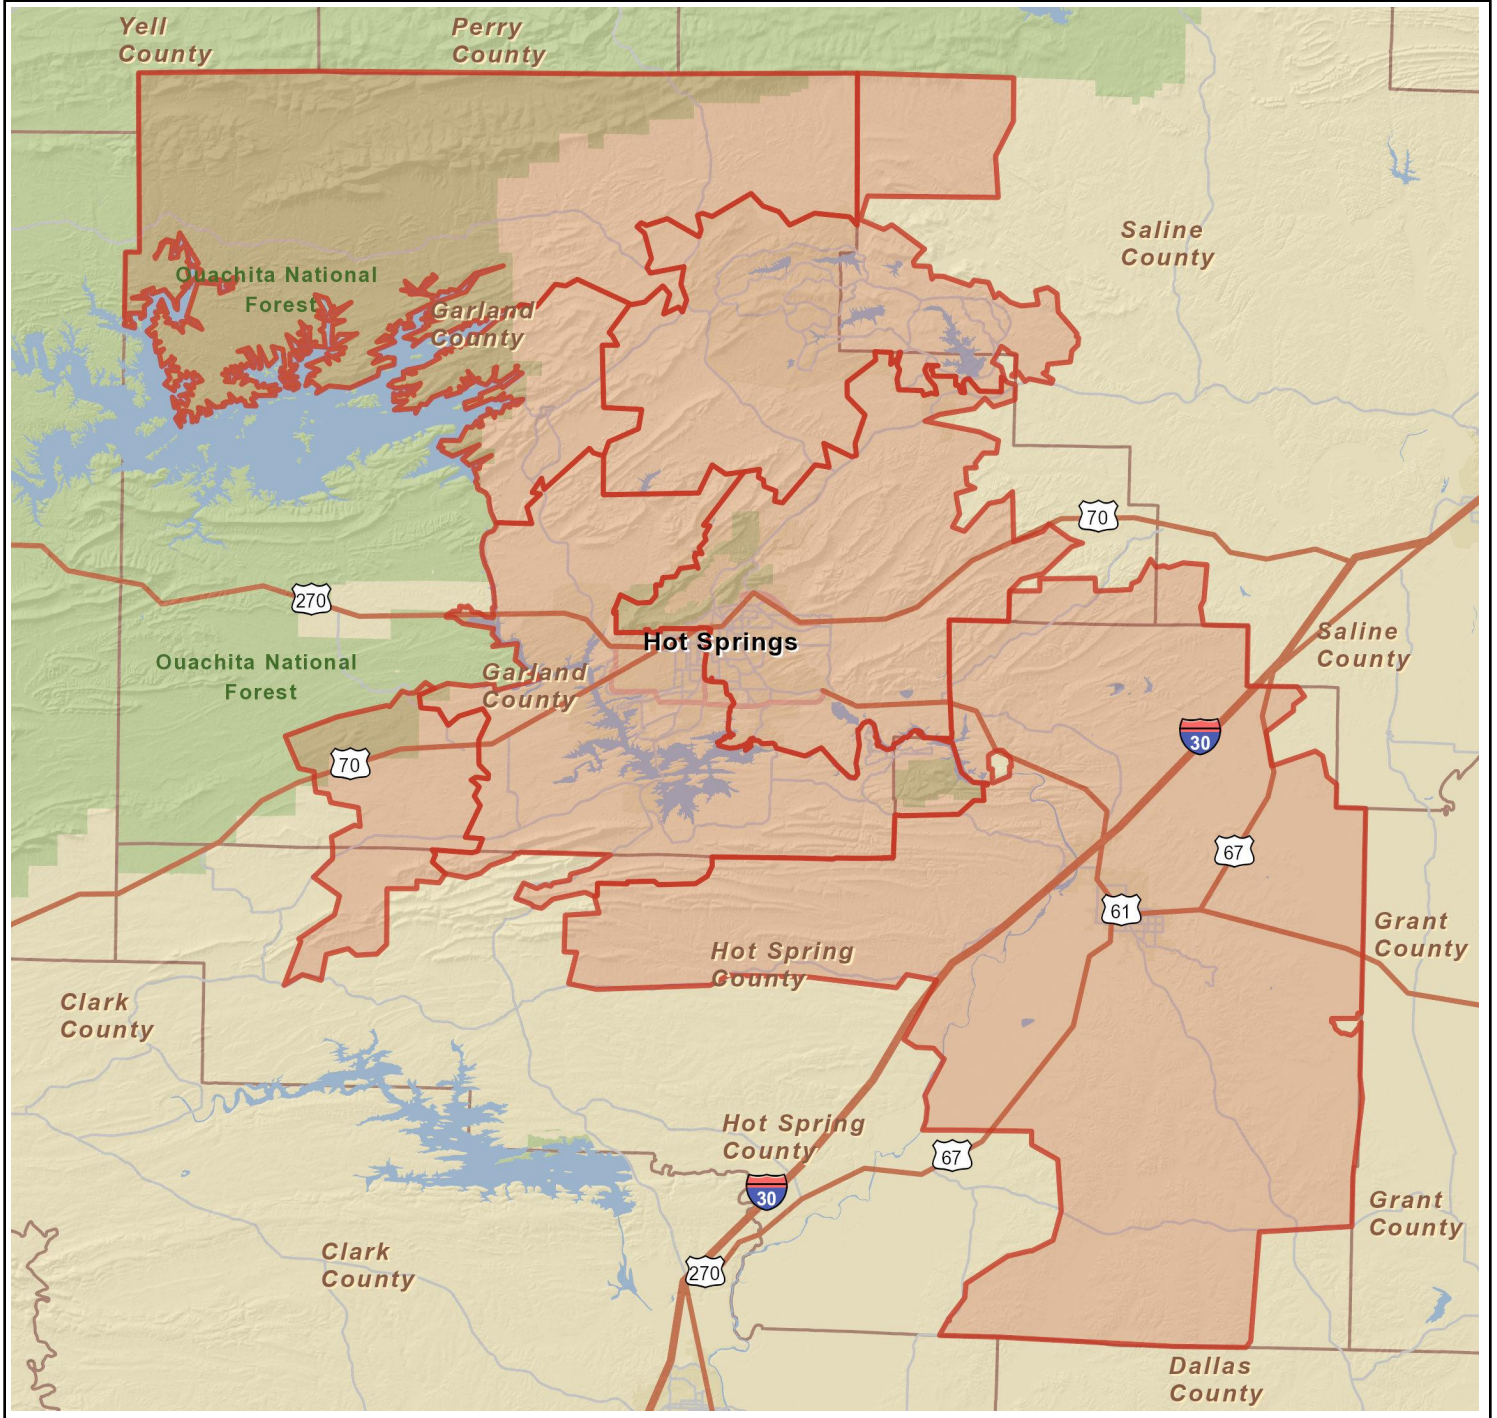 Yell
County
Perry
County
Saline
County
Ouachita National
Forest
Garland
County
70
270
Hot Springs
Saline
County
Ouachita National
Forest
Garland
County
30
70
67
61
Grant
County
Hot Spring
County
Clark
County
Hot Spring
County
67
30
Grant
County
Clark
County
270
Dallas
County